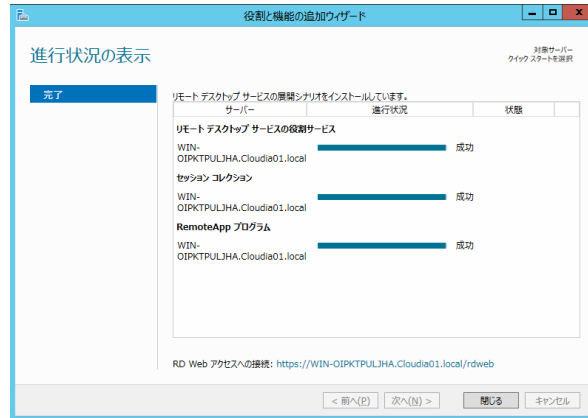 役割と機能の追加ウィザード
進行状況の表示
対象サーバー
クイック スタートを選択
完了
リモート デスクトップ サービスの展開シナリオをインストールしています。
サーバー 進行状況 状態
リモート デスクトップ サービスの役割サービス
WIN-
OIPKTPULJHA.Cloudia01.local 成功
セッション コレクション
WIN-
OIPKTPULJHA.Cloudia01.local 成功
RemoteApp プログラム
WIN-
OIPKTPULJHA.Cloudia01.local 成功
RD Web アクセスへの接続: https://WIN-OIPKTPULJHA.Cloudia01.local/rdweb
< 前へ(P) 次へ(N) > 閉じる キャンセル